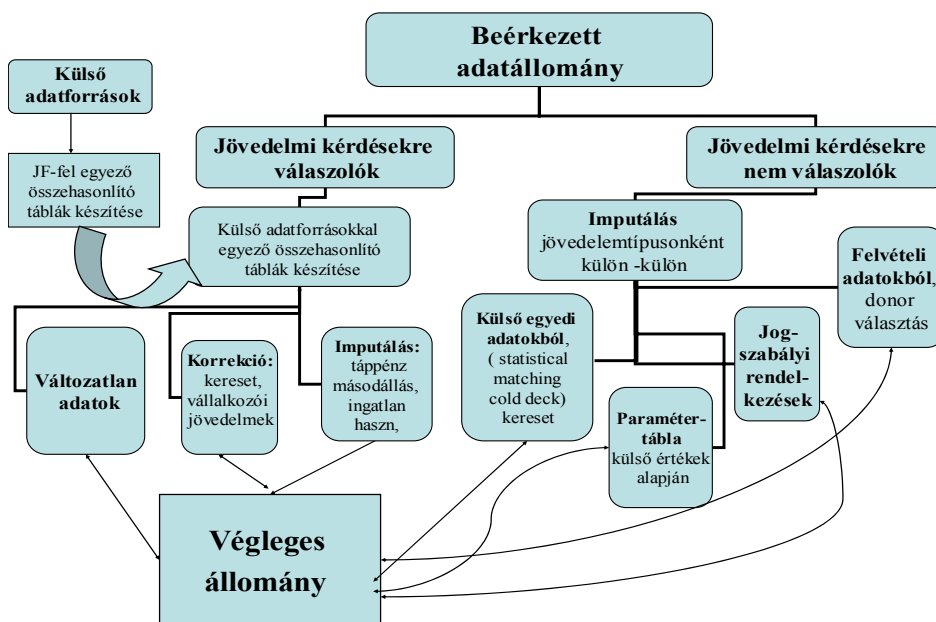 Beérkezett
adatállomány
Külső
adatforrások
JF-fel egyező
összehasonlító
táblák készítése
Jövedelmi kérdésekre
válaszolók
Jövedelmi kérdésekre
nem válaszolók
Külső adatforrásokkal
egyező összehasonlító
táblák készítése
Imputálás
jövedelemtípusonként
külön -külön
Felvételi
adatokból,
donor
választás
Változatlan
adatok
Korrekció:
kereset,
vállalkozói
jövedelmek
Imputálás:
táppénz
másodállás,
ingatlan
haszn,
Külső egyedi
adatokból,
( statistical
matching
cold deck)
kereset
Paraméter-
tábla
külső értékek
alapján
Jog-
szabályi
rendel-
kezések
Végleges
állomány